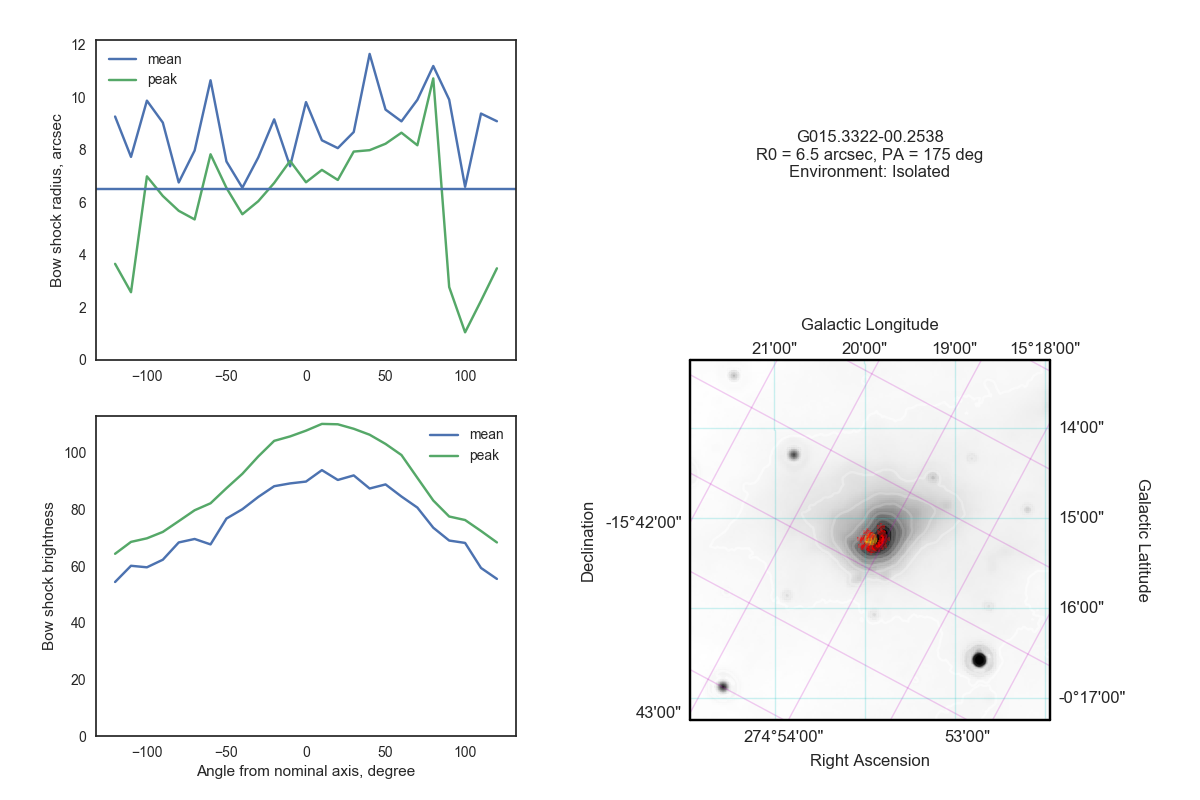 12
10
8
6
4
2
0
Bow shock radius, arcsec
mean
peak
−100
−50
0
50
100
G015.3322-00.2538
R0 = 6.5 arcsec, PA = 175 deg
Environment: Isolated
100
80
60
40
20
0
Bow shock brightness
mean
peak
−100
−50
0
50
100
Angle from nominal axis, degree
Galactic Longitude
21'00"
20'00"
19'00"
15°18'00"
14'00"
15'00"
16'00"
-0°17'00"
Galactic Latitude
-15°42'00"
43'00"
Declination
274°54'00"
53'00"
Right Ascension